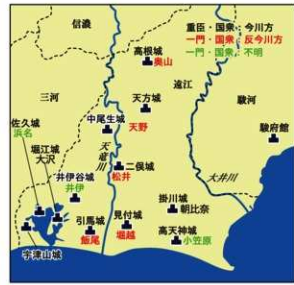 信濃
重臣・国衆 今川方
一門・国衆 反今川方
一門・国衆 不明
高根城
奥山
遠江
三河
天方城
駿河
佐久城
浜名
中尾生城
天野
駿府館
堀江城
大沢
天竜川
二俣城
松井
井伊谷城
井伊
大井川
掛川城
朝比奈
引馬城
飯尾
見付城
堀越
高天神城
小笠原
宇津山城